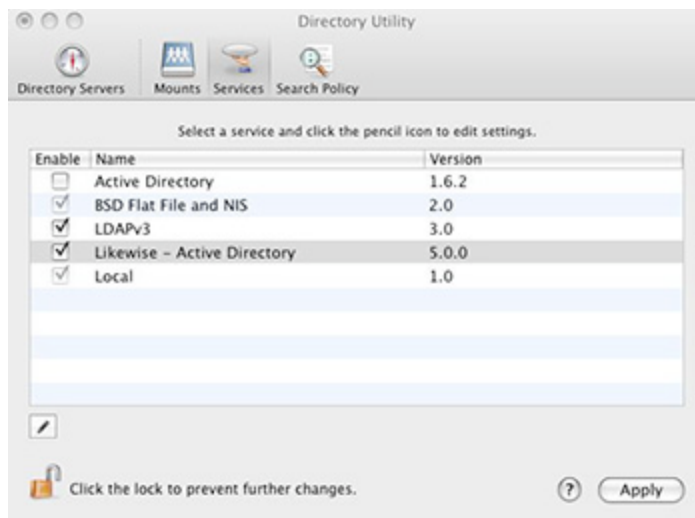 Directory Utility
Directory Servers Mounts Services Search Policy
Select a service and click the pencil icon to edit settings.
Enable Name Version
Active Directory 1.6.2
BSD Flat File and NIS 2.0
LDAPv3 3.0
Likewise – Active Directory 5.0.0
Local 1.0
Click the lock to prevent further changes. ? Apply